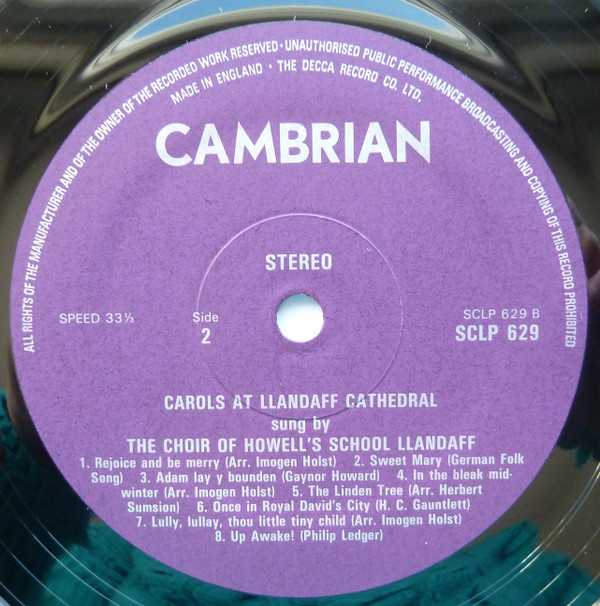 ALL RIGHTS OF THE MANUFACTURER AND OF THE OWNER OF THE RECORDED WORK RESERVED · UNAUTHORISED PUBLIC PERFORMANCE BROADCASTING AND COPYING OF THIS RECORD PROHIBITED
MADE IN ENGLAND · THE DECCA RECORD CO. LTD.
CAMBRIAN
STEREO
SPEED 33⅓
Side
2
SCLP 629 B
SCLP 629
CAROLS AT LLANDAFF CATHEDRAL
sung by
THE CHOIR OF HOWELL'S SCHOOL LLANDAFF
1. Rejoice and be merry (Arr. Imogen Holst) 2. Sweet Mary (German Folk
Song) 3. Adam lay y bounden (Gaynor Howard) 4. In the bleak mid-
winter (Arr. Imogen Holst) 5. The Linden Tree (Arr. Herbert
Sumsion) 6. Once in Royal David's City (H. C. Gauntlett)
7. Lully, lullay, thou little tiny child (Arr. Imogen Holst)
8. Up Awake! (Philip Ledger)